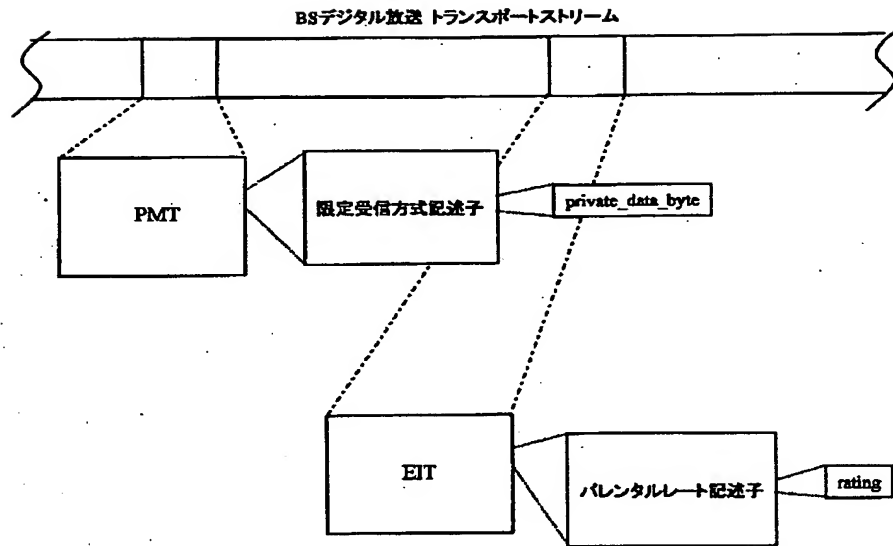 BSデジタル放送 トランスポートストリーム
PMT
限定受信方式記述子
private_data_byte
EIT
パレンタルレート記述子
rating